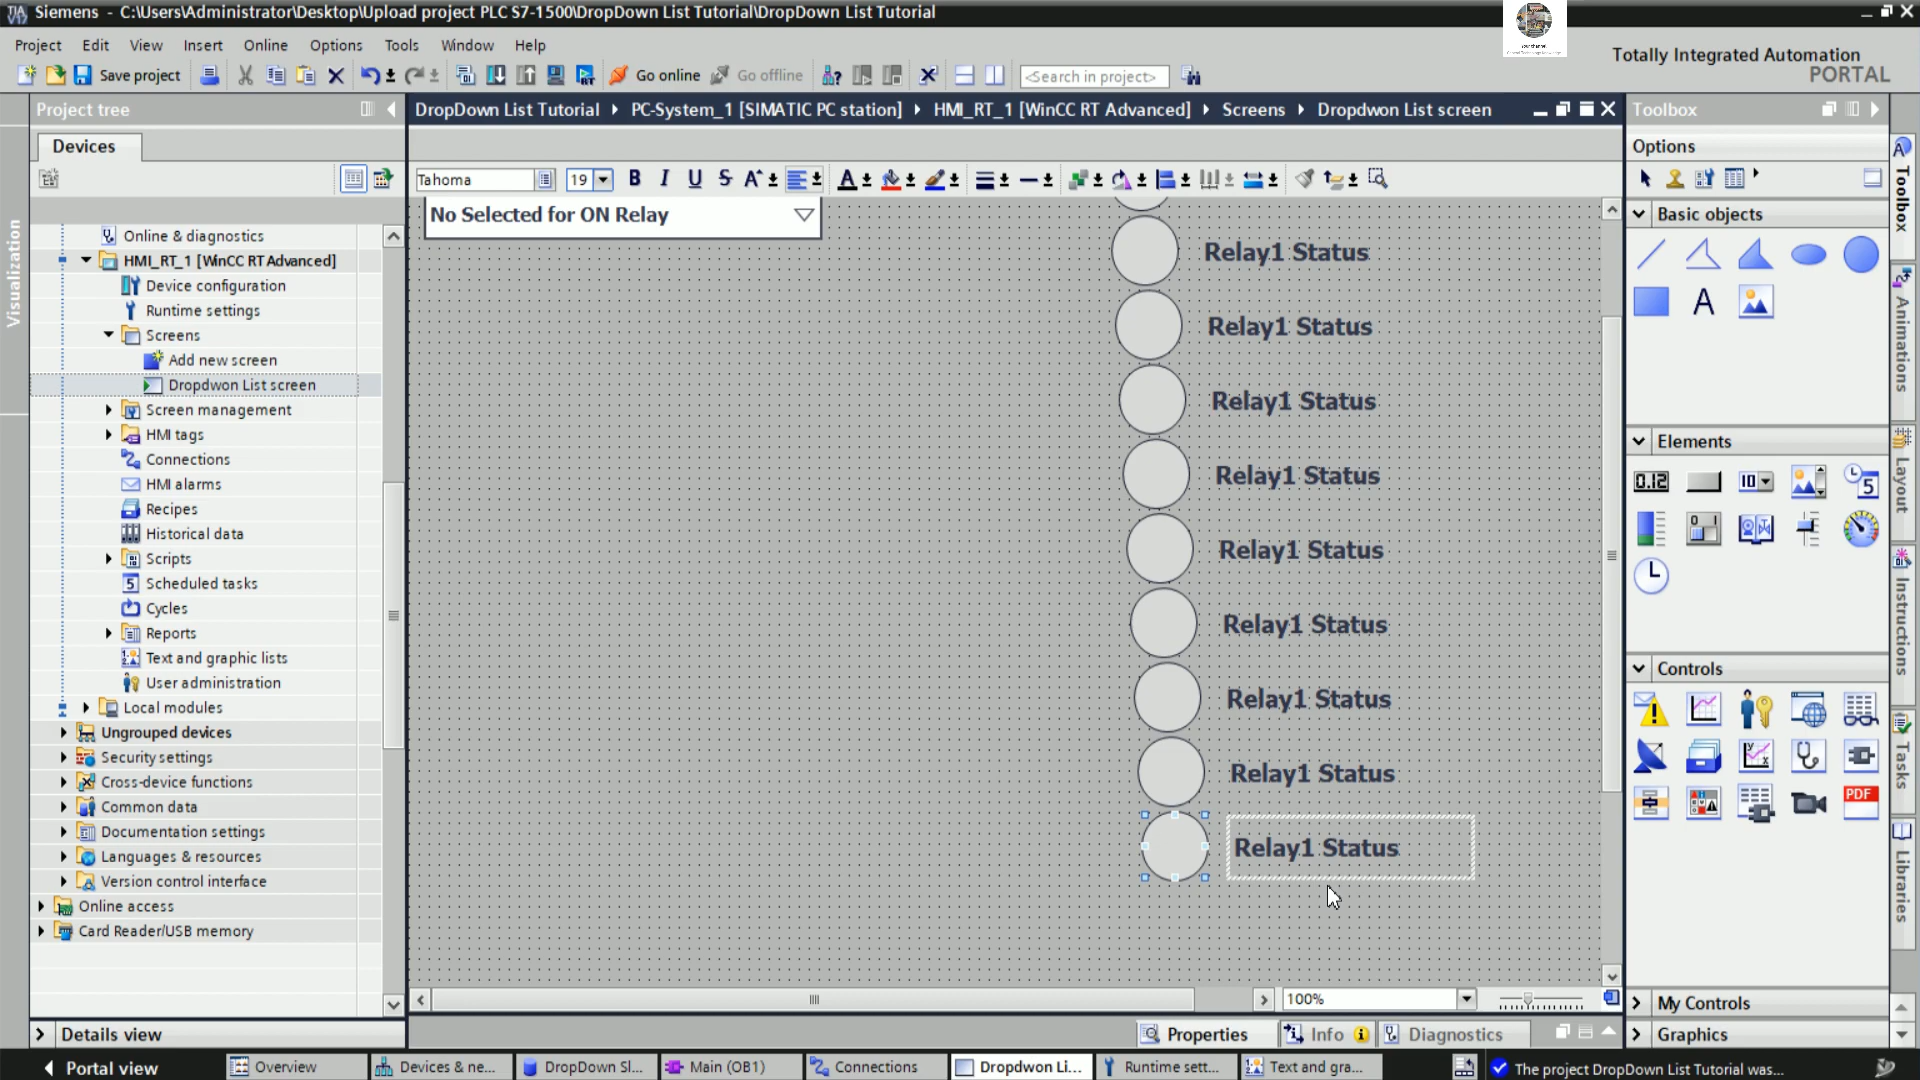 Siemens - C:\Users\Administrator\Desktop\Upload project PLC S7-1500\DropDown List Tutorial\DropDown List Tutorial
Project Edit View Insert Online Options Tools Window Help
Totally Integrated Automation
PORTAL
Save project
Go online
Go offline
<Search in project>
Project tree
DropDown List Tutorial
PC-System_1 [SIMATIC PC station]
HMI_RT_1 [WinCC RT Advanced]
Screens
Dropdwon List screen
Toolbox
Devices
Options
Tahoma
19
B I U S A
Basic objects
Online & diagnostics
HMI_RT_1 [WinCC RT Advanced]
Device configuration
Runtime settings
Screens
Add new screen
Dropdwon List screen
Screen management
HMI tags
Connections
HMI alarms
Recipes
Historical data
Scripts
Scheduled tasks
Cycles
Reports
Text and graphic lists
User administration
Local modules
Ungrouped devices
Security settings
Cross-device functions
Common data
Documentation settings
Languages & resources
Version control interface
Online access
Card Reader/USB memory
Details view
Visualization
No Selected for ON Relay
Relay1 Status
Relay1 Status
Relay1 Status
Relay1 Status
Relay1 Status
Relay1 Status
Relay1 Status
Relay1 Status
Relay1 Status
100%
Properties
Info
Diagnostics
Elements
0.12
10
5
Controls
PDF
My Controls
Graphics
Toolbox
Animations
Layout
Instructions
Tasks
Libraries
Portal view
Overview
Devices & ne...
DropDown Sl...
Main (OB1)
Connections
Dropdwon Li...
Runtime sett...
Text and gra...
The project DropDown List Tutorial was...